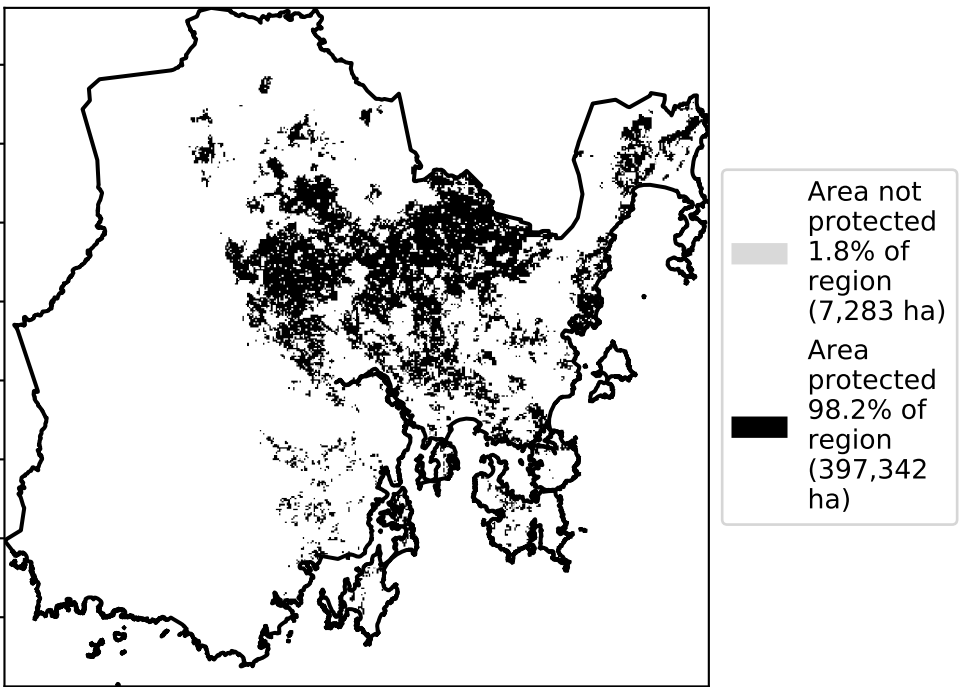 Area not
protected
1.8% of
region
(7,283 ha)
Area
protected
98.2% of
region
(397,342
ha)